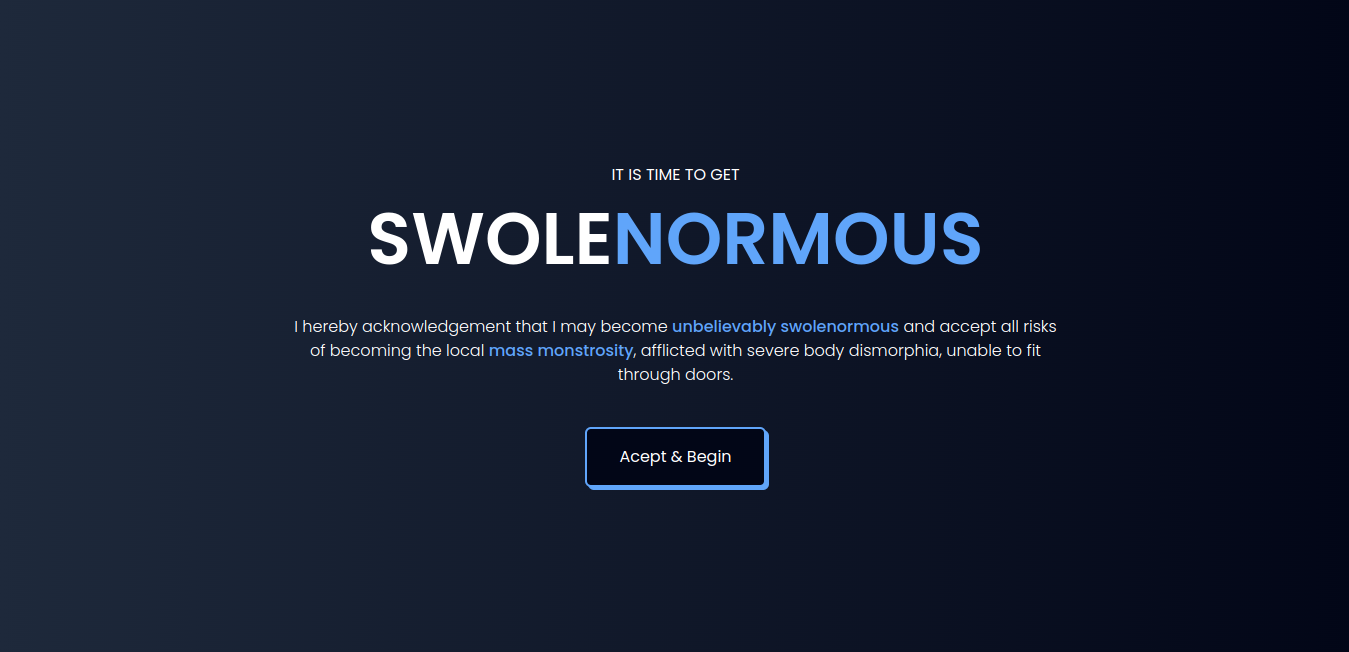 IT IS TIME TO GET
SWOLENORMOUS
I hereby acknowledgement that I may become unbelievably swolenormous and accept all risks
of becoming the local mass monstrosity, afflicted with severe body dismorphia, unable to fit
through doors.
Acept & Begin